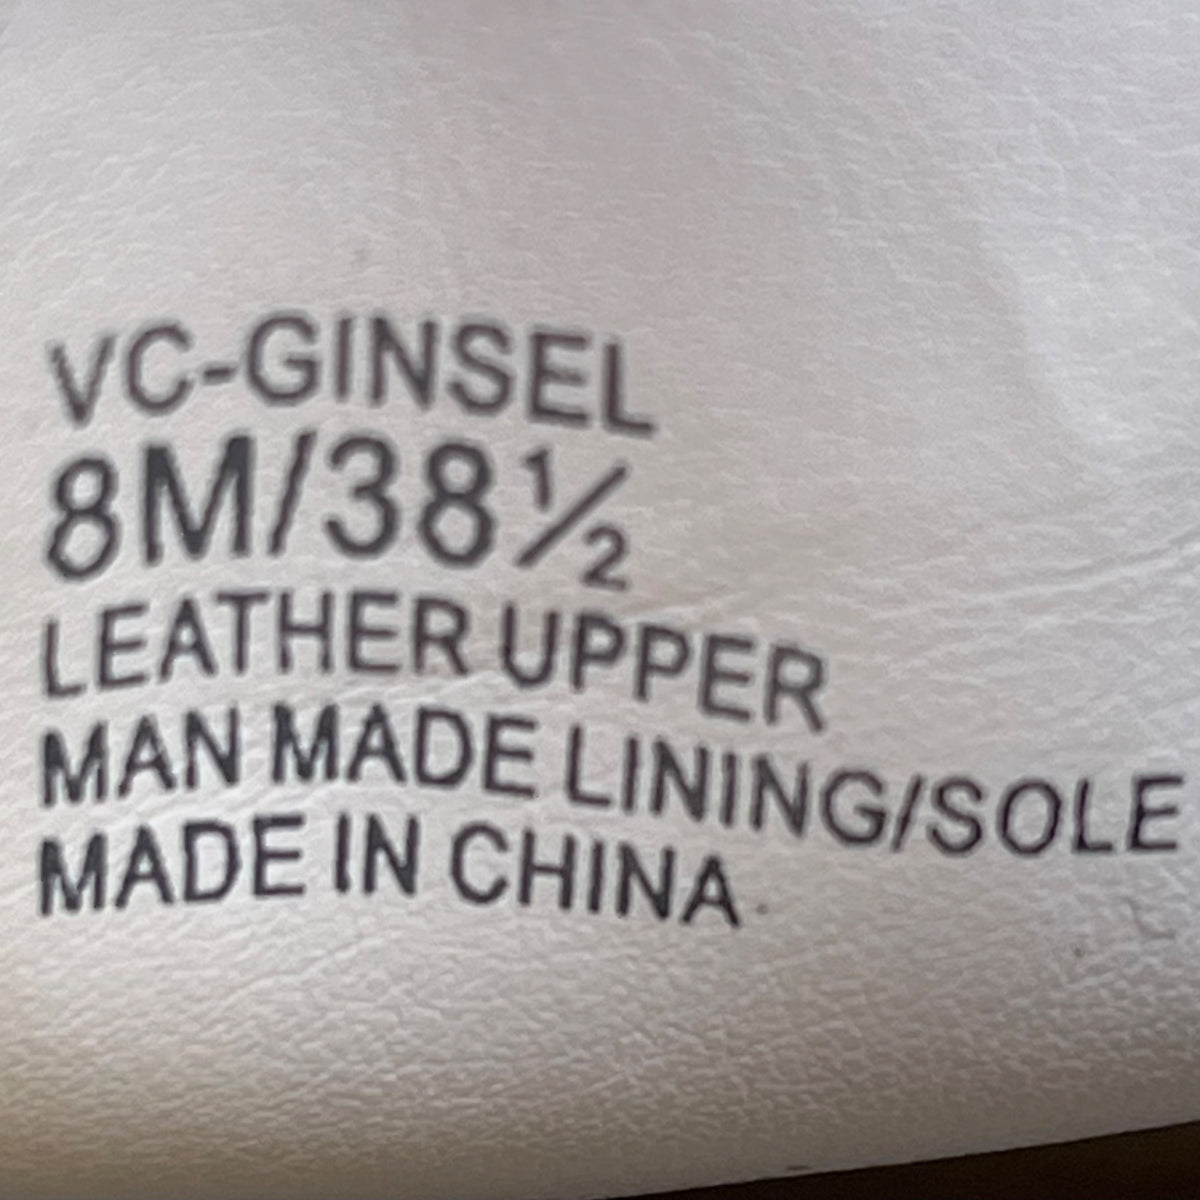 VC-GINSEL
8M/38½
LEATHER UPPER
MAN MADE LINING/SOLE
MADE IN CHINA